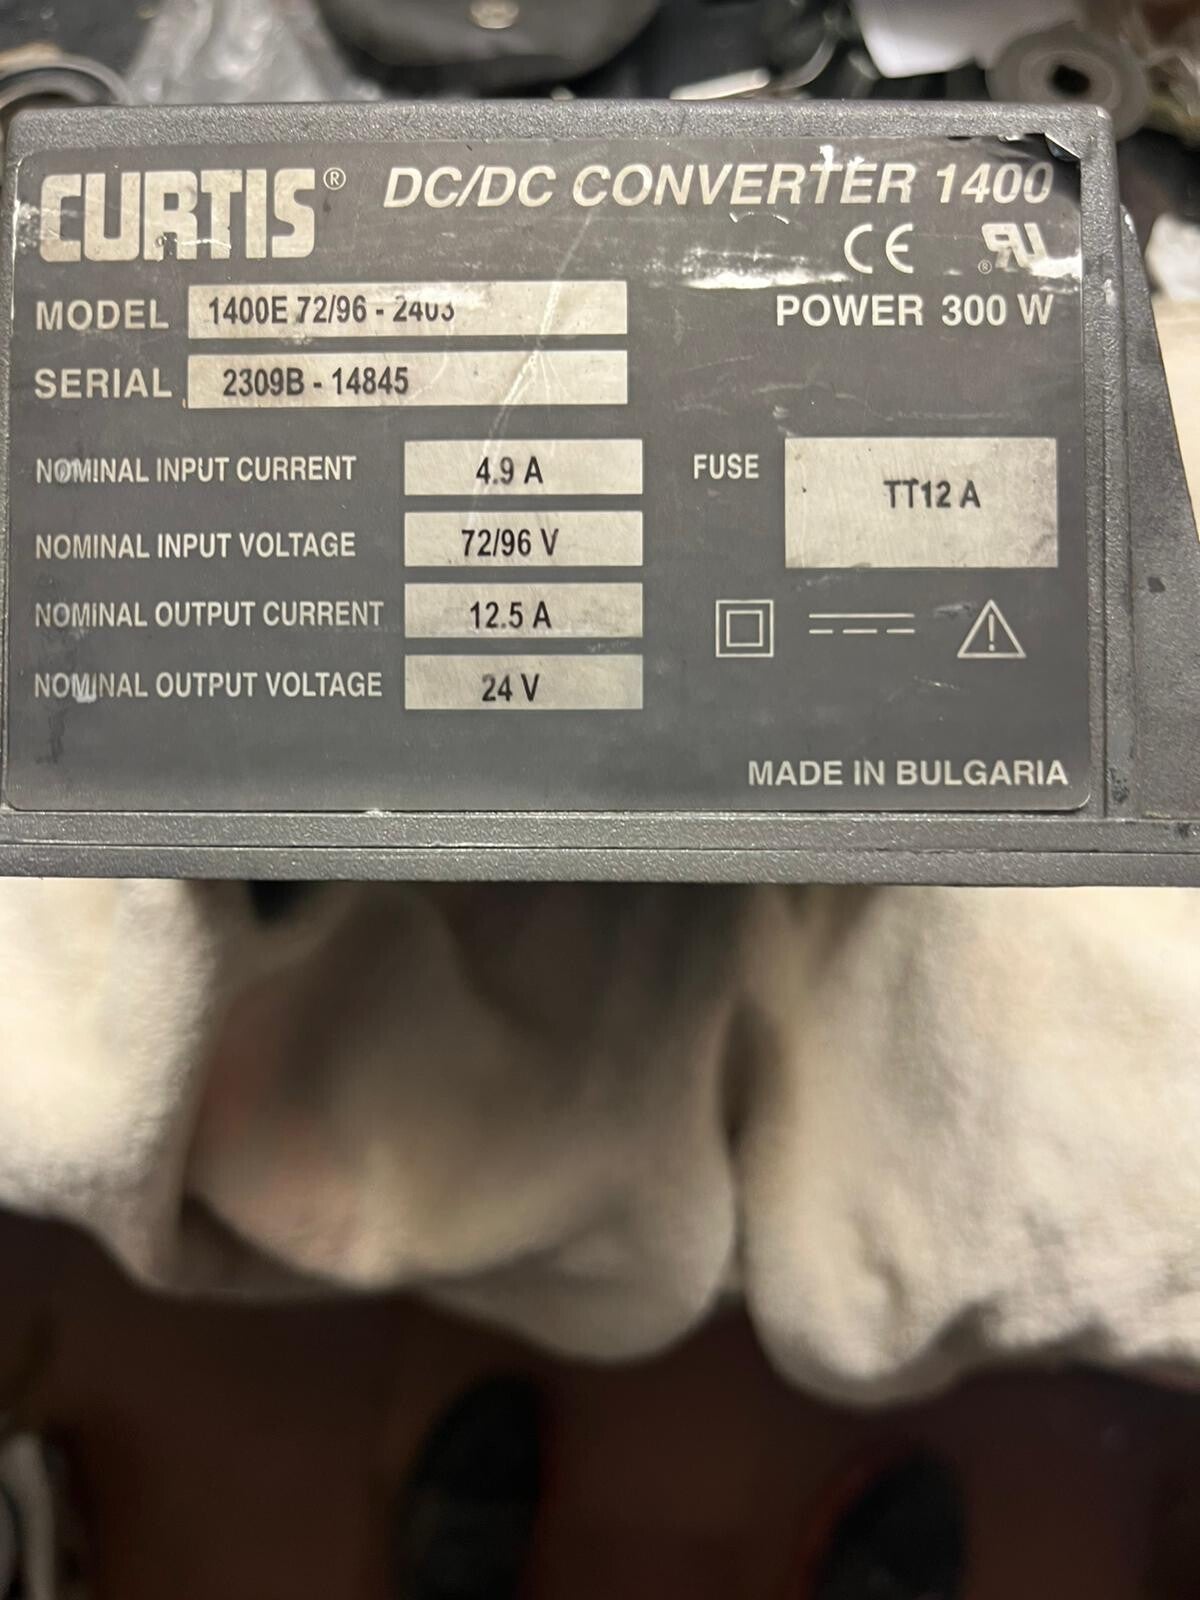 CURTIS® DC/DC CONVERTER 1400
CE RU®
MODEL 1400E 72/96 - 2403
POWER 300 W
SERIAL 2309B - 14845
NOMINAL INPUT CURRENT 4.9 A
FUSE TT12 A
NOMINAL INPUT VOLTAGE 72/96 V
NOMINAL OUTPUT CURRENT 12.5 A
NOMINAL OUTPUT VOLTAGE 24 V
MADE IN BULGARIA